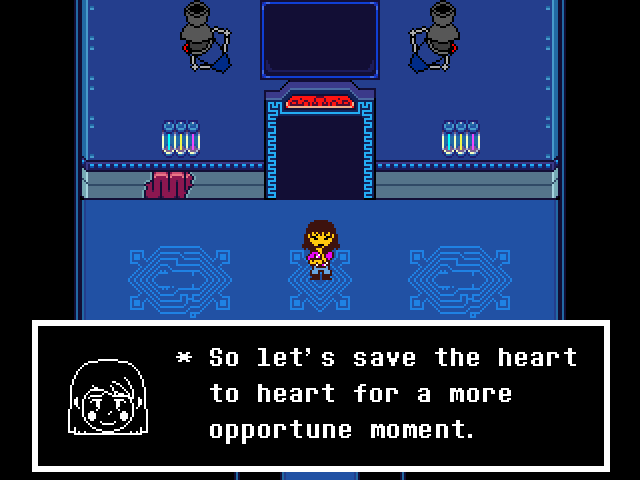 * So let's save the heart
to heart for a more
opportune moment.